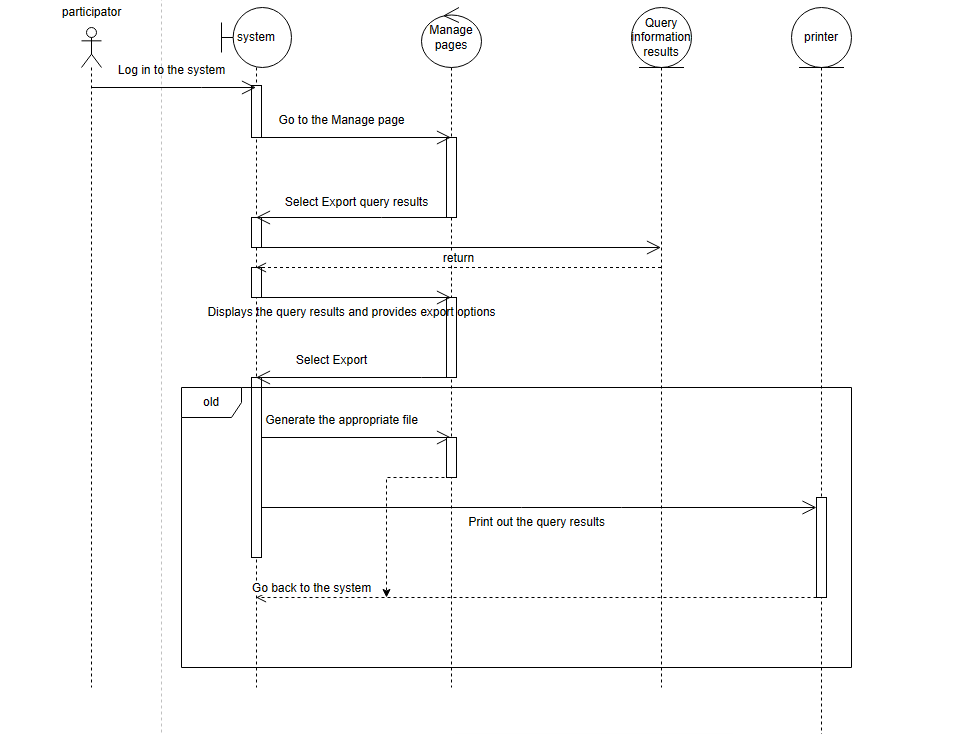 participator
system
Manage
pages
Query
information
results
printer
Log in to the system
Go to the Manage page
Select Export query results
return
Displays the query results and provides export options
Select Export
old
Generate the appropriate file
Print out the query results
Go back to the system